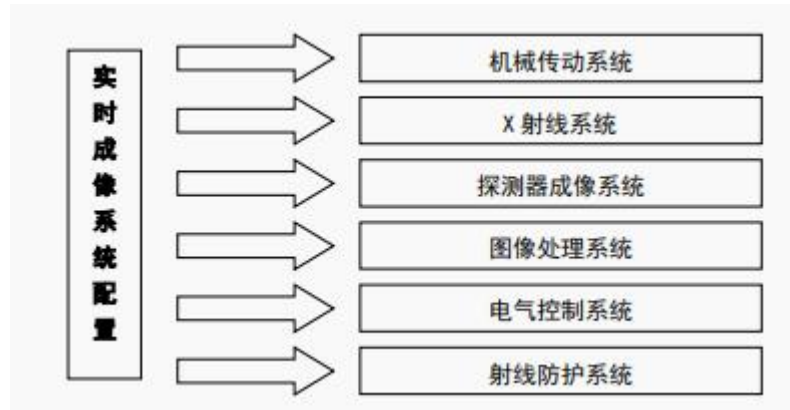 实时成像系统配置
机械传动系统
X射线系统
探测器成像系统
图像处理系统
电气控制系统
射线防护系统